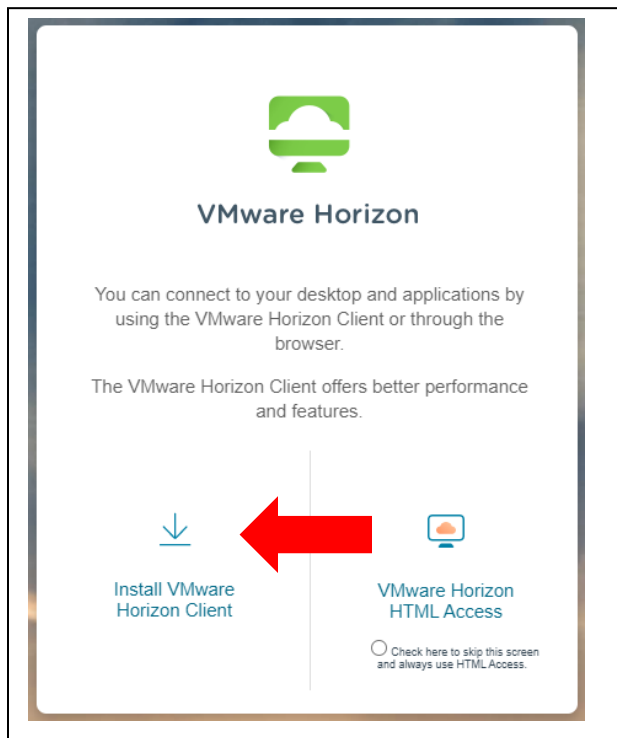 VMware Horizon
You can connect to your desktop and applications by
using the VMware Horizon Client or through the
browser.
The VMware Horizon Client offers better performance
and features.
Install VMware
Horizon Client
VMware Horizon
HTML Access
Check here to skip this screen
and always use HTML Access.